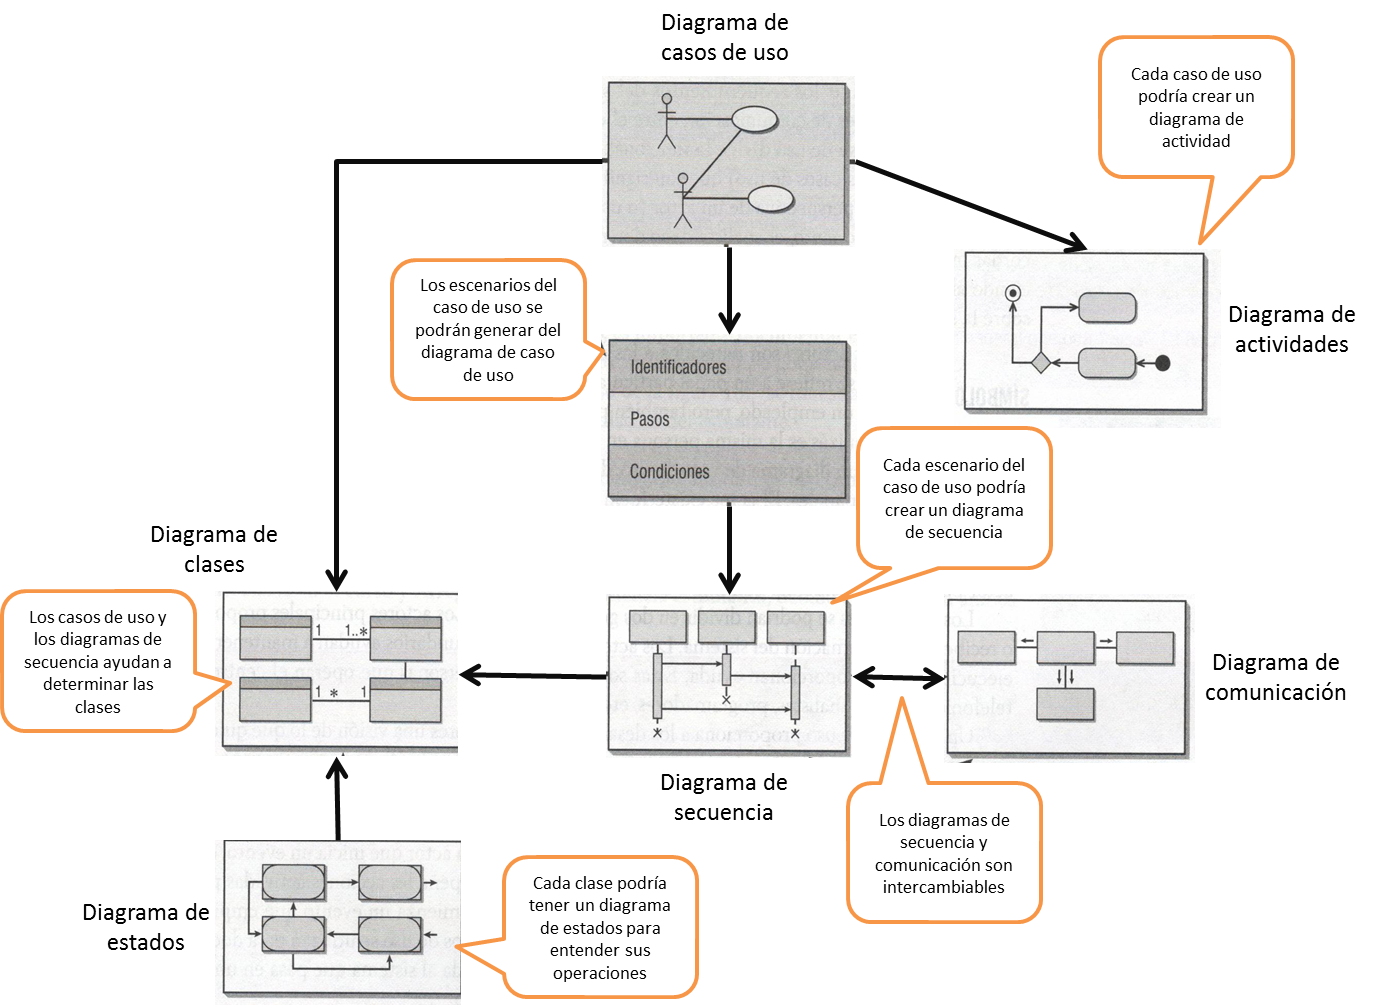 Diagrama de
casos de uso
Cada caso de uso
podría crear un
diagrama de
actividad
Los escenarios del
caso de uso se
podrán generar del
diagrama de caso
de uso
Diagrama de
actividades
Identificadores
Pasos
Condiciones
Cada escenario del
caso de uso podría
crear un diagrama
de secuencia
Diagrama de
clases
Los casos de uso y
los diagramas de
secuencia ayudan a
determinar las
clases
1 1..*
1 * 1
Diagrama de
secuencia
Diagrama de
comunicación
Los diagramas de
secuencia y
comunicación son
intercambiables
Diagrama de
estados
Cada clase podría
tener un diagrama
de estados para
entender sus
operaciones